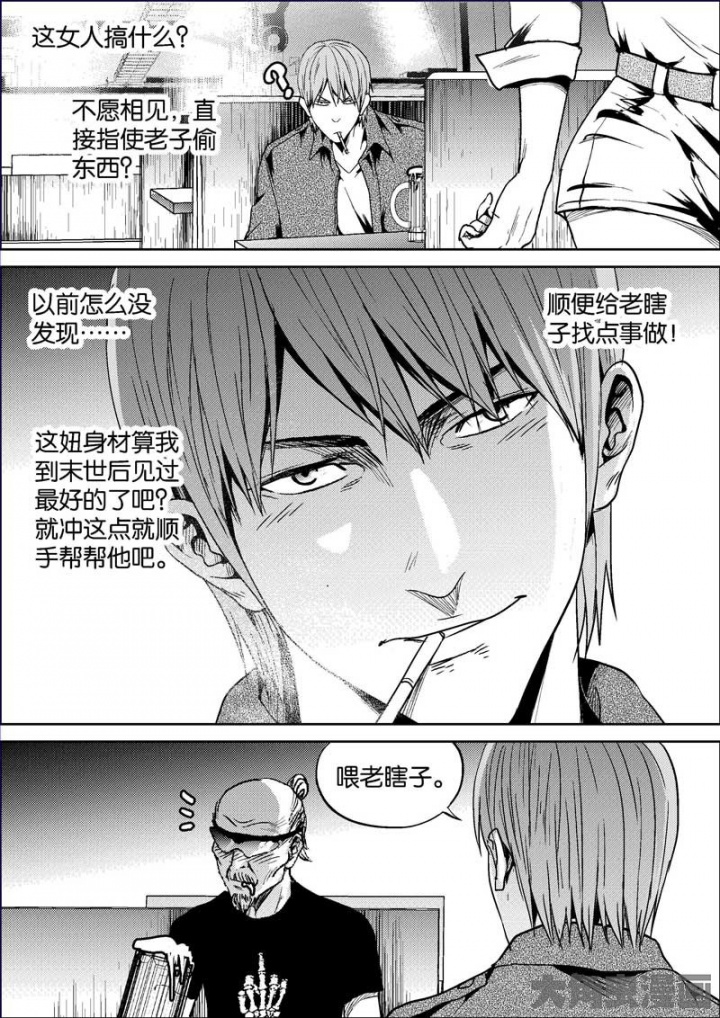 这女人搞什么？
不愿相见，直
接指使老子偷
东西？
以前怎么没
发现……
这妞身材算我
到末世后见过
最好的了吧？
就冲这点就顺
手帮帮他吧。
顺便给老瞎
子找点事做！
喂老瞎子。